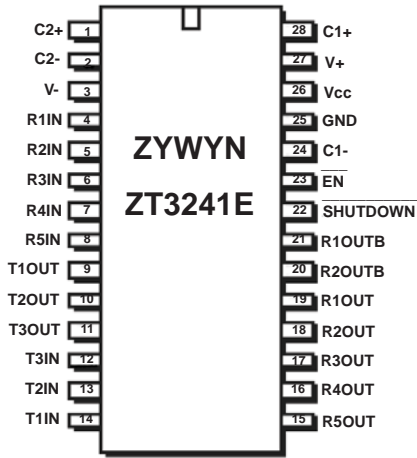 C2+ 1 28 C1+
C2- 2 27 V+
V- 3 26 Vcc
R1IN 4 25 GND
R2IN 5 24 C1-
R3IN 6 23 EN
R4IN 7 22 SHUTDOWN
R5IN 8 21 R1OUTB
T1OUT 9 20 R2OUTB
T2OUT 10 19 R1OUT
T3OUT 11 18 R2OUT
T3IN 12 17 R3OUT
T2IN 13 16 R4OUT
T1IN 14 15 R5OUT
ZYWYN
ZT3241E